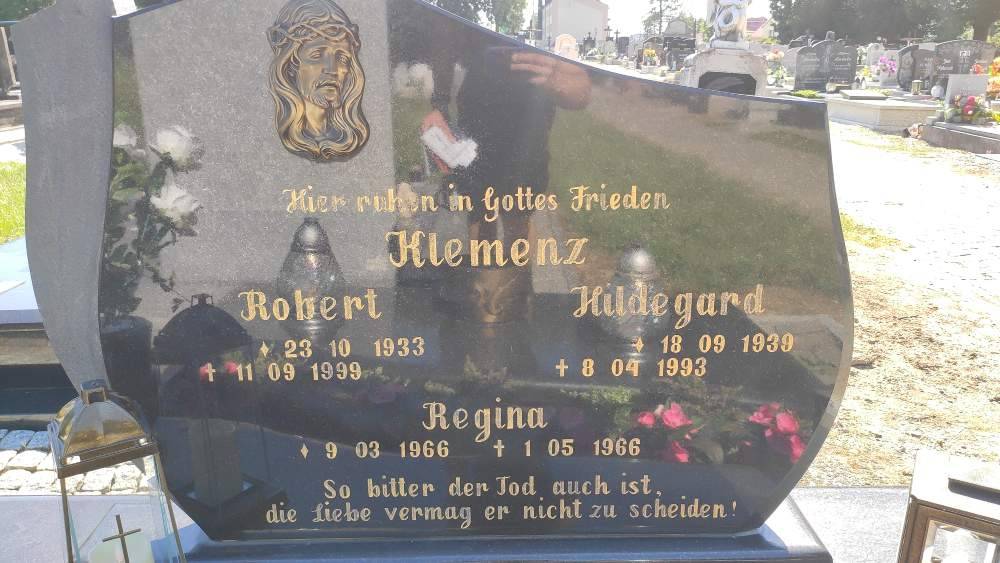 Hier ruhen in Gottes Frieden
Klemenz
Robert
⬧ 23 10 1933
✝ 11 09 1999
Hildegard
⬧ 18 09 1939
✝ 8 04 1993
Regina
⬧ 9 03 1966 ✝ 1 05 1966
So bitter der Tod auch ist,
die Liebe vermag er nicht zu scheiden!